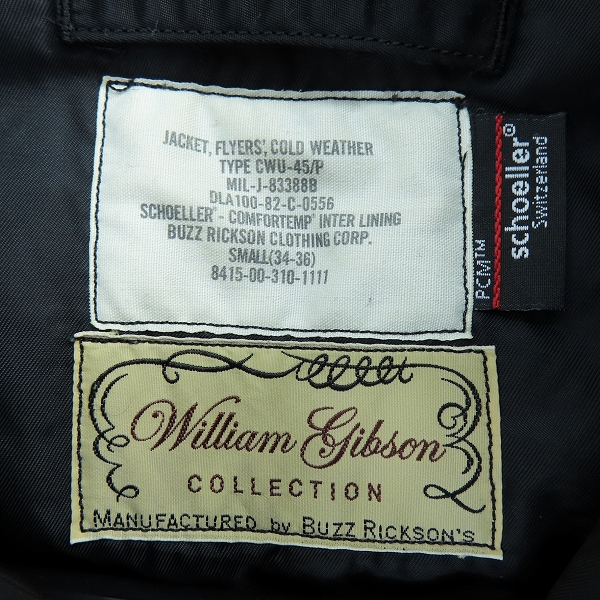 JACKET, FLYERS', COLD WEATHER
TYPE CWU-45/P
MIL-J-83388B
DLA100-82-C-0556
SCHOELLER®-COMFORTEMP® INTER LINING
BUZZ RICKSON CLOTHING CORP.
SMALL(34-36)
8415-00-310-1111
PCM™
schoeller®
Switzerland
William Gibson
COLLECTION
MANUFACTURED by BUZZ RICKSON'S